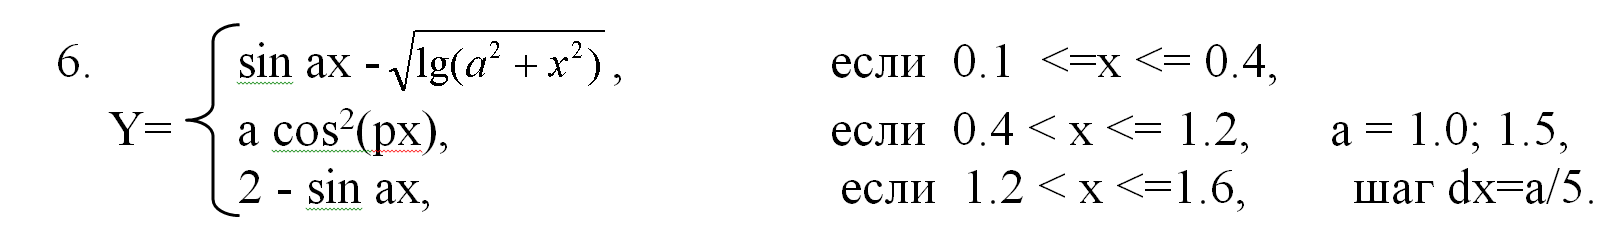 6. sin ax - √lg(a² + x²), если 0.1 <=x <= 0.4,
Y= a cos²(px), если 0.4 < x <= 1.2, a = 1.0; 1.5,
2 - sin ax, если 1.2 < x <=1.6, шаг dx=a/5.